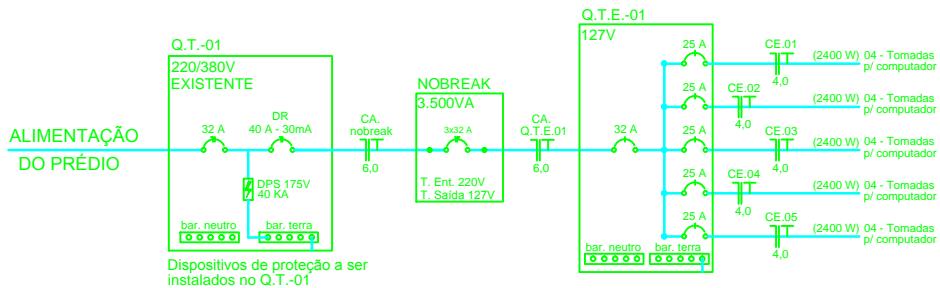 Q.T.-01
220/380V
EXISTENTE
32 A
DR
40 A - 30mA
DPS 175V
40 KA
bar. neutro
bar. terra
Dispositivos de proteção a ser
instalados no Q.T.-01
ALIMENTAÇÃO
DO PRÉDIO
CA.
nobreak
6,0
NOBREAK
3.500VA
3x32 A
T. Ent. 220V
T. Saída 127V
CA.
Q.T.E.01
6,0
Q.T.E.-01
127V
32 A
25 A
25 A
25 A
25 A
25 A
bar. neutro
bar. terra
CE.01
4,0
(2400 W) 04 - Tomadas
p/ computador
CE.02
4,0
(2400 W) 04 - Tomadas
p/ computador
CE.03
4,0
(2400 W) 04 - Tomadas
p/ computador
CE.04
4,0
(2400 W) 04 - Tomadas
p/ computador
CE.05
4,0
(2400 W) 04 - Tomadas
p/ computador